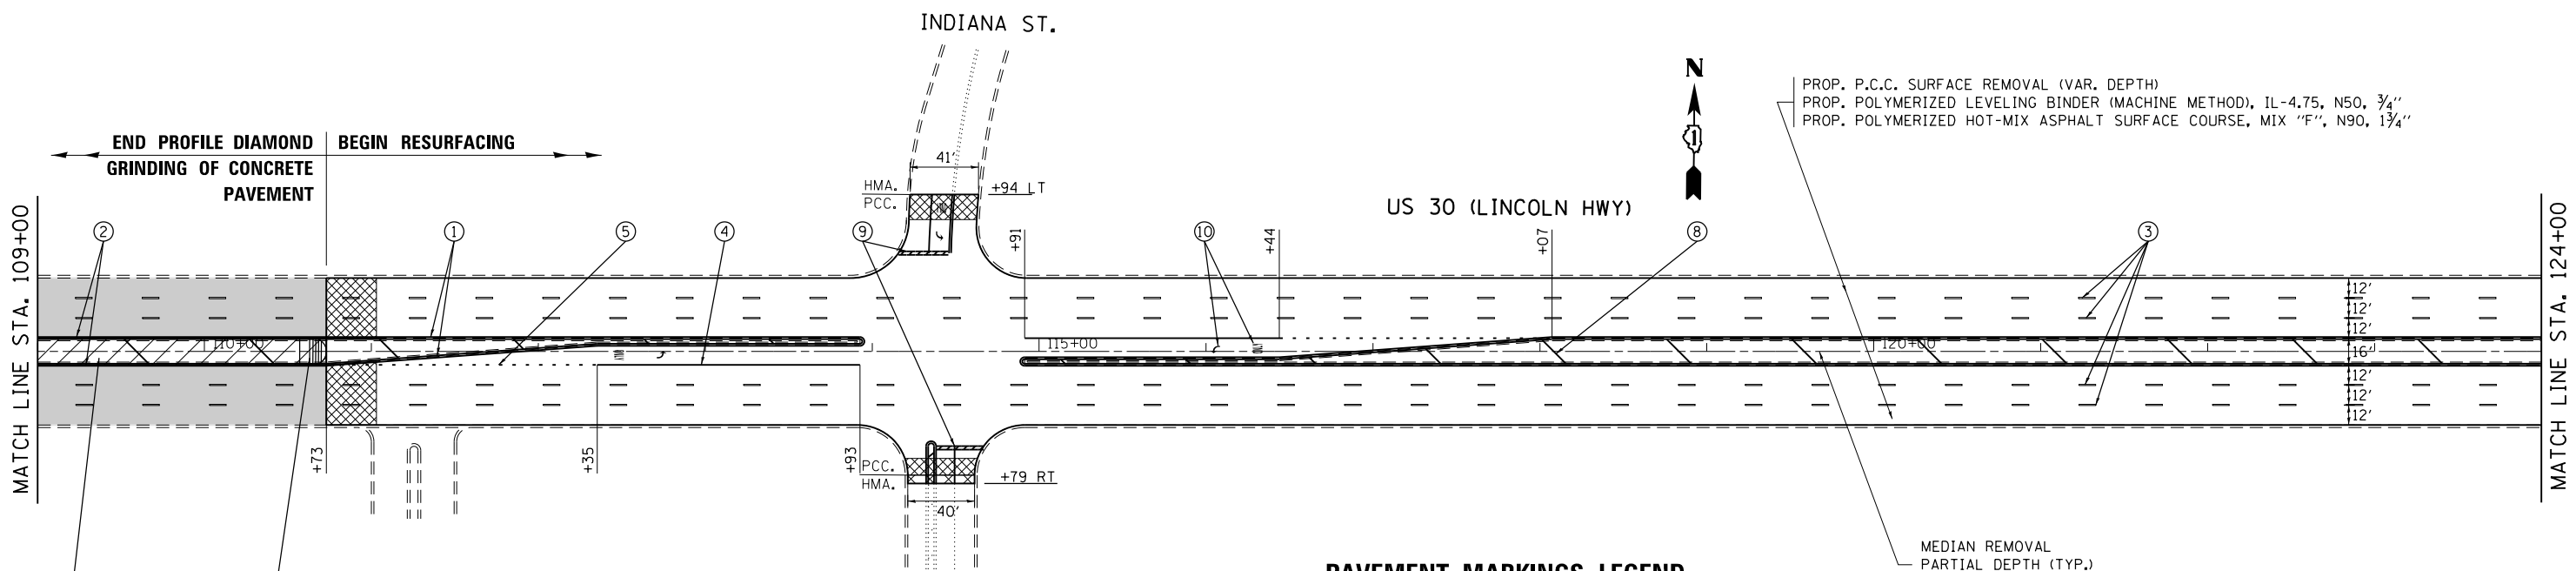 INDIANA ST.
N
PROP. P.C.C. SURFACE REMOVAL (VAR. DEPTH)
PROP. POLYMERIZED LEVELING BINDER (MACHINE METHOD), IL-4.75, N50, 3/4"
PROP. POLYMERIZED HOT-MIX ASPHALT SURFACE COURSE, MIX "F", N90, 1 3/4"
END PROFILE DIAMOND
GRINDING OF CONCRETE
PAVEMENT
BEGIN RESURFACING
41'
HMA.
PCC.
+94 LT
US 30 (LINCOLN HWY)
MATCH LINE STA. 109+00
MATCH LINE STA. 124+00
2
1
5
4
9
+91
10
+44
+07
8
3
12'
12'
12'
110+00
115+00
120+00
16'
12'
12'
12'
+73
+35
+93
PCC.
HMA.
+79 RT
40'
MEDIAN REMOVAL
PARTIAL DEPTH (TYP.)
PAVEMENT MARKINGS LEGEND